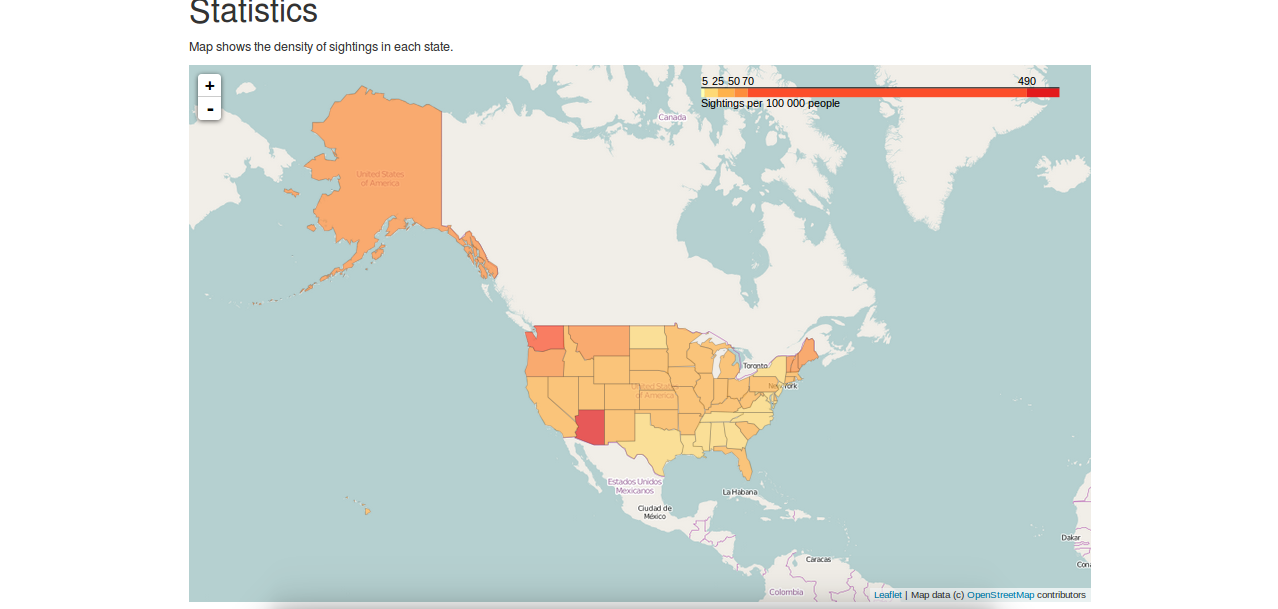 Statistics
Map shows the density of sightings in each state.
+
-
5 25 50 70 490
Sightings per 100 000 people
Canada
United States
of America
Toronto
New York
United States
of America
Estados Unidos
Mexicanos
La Habana
Ciudad de
México
Dakar
Caracas
Con
Colombia
Leaflet | Map data (c) OpenStreetMap contributors